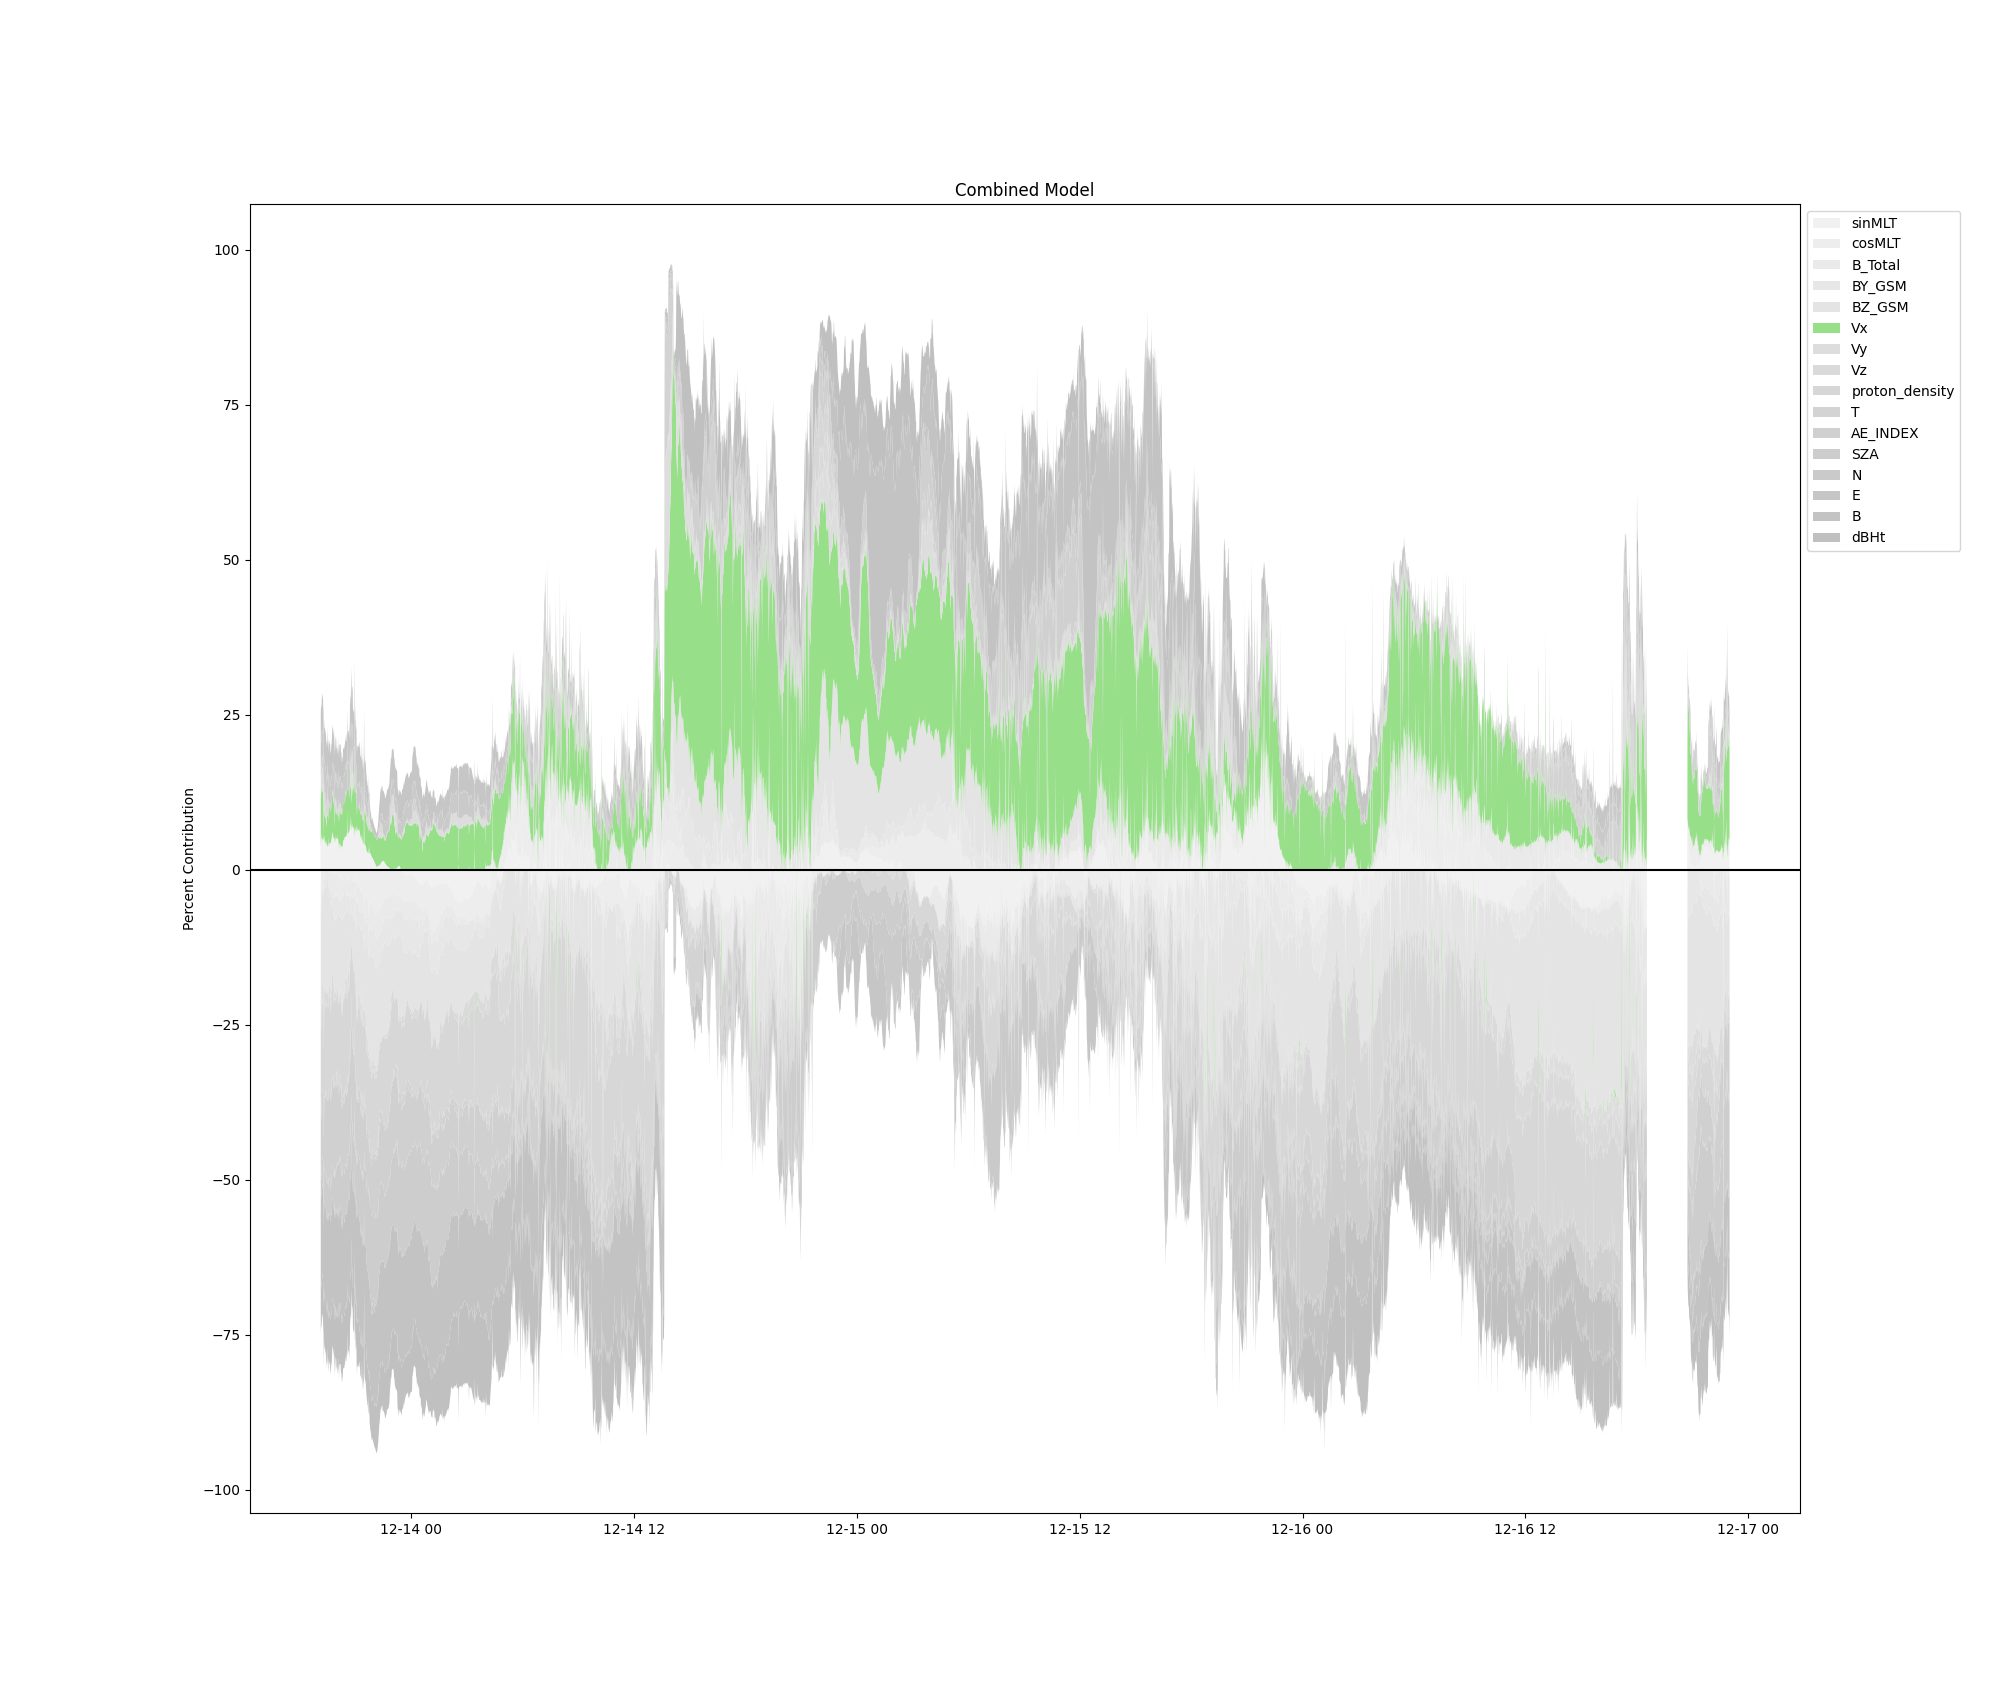 Combined Model
100
75
50
25
0
−25
−50
−75
−100
Percent Contribution
12-14 00
12-14 12
12-15 00
12-15 12
12-16 00
12-16 12
12-17 00
sinMLT
cosMLT
B_Total
BY_GSM
BZ_GSM
Vx
Vy
Vz
proton_density
T
AE_INDEX
SZA
N
E
B
dBHt